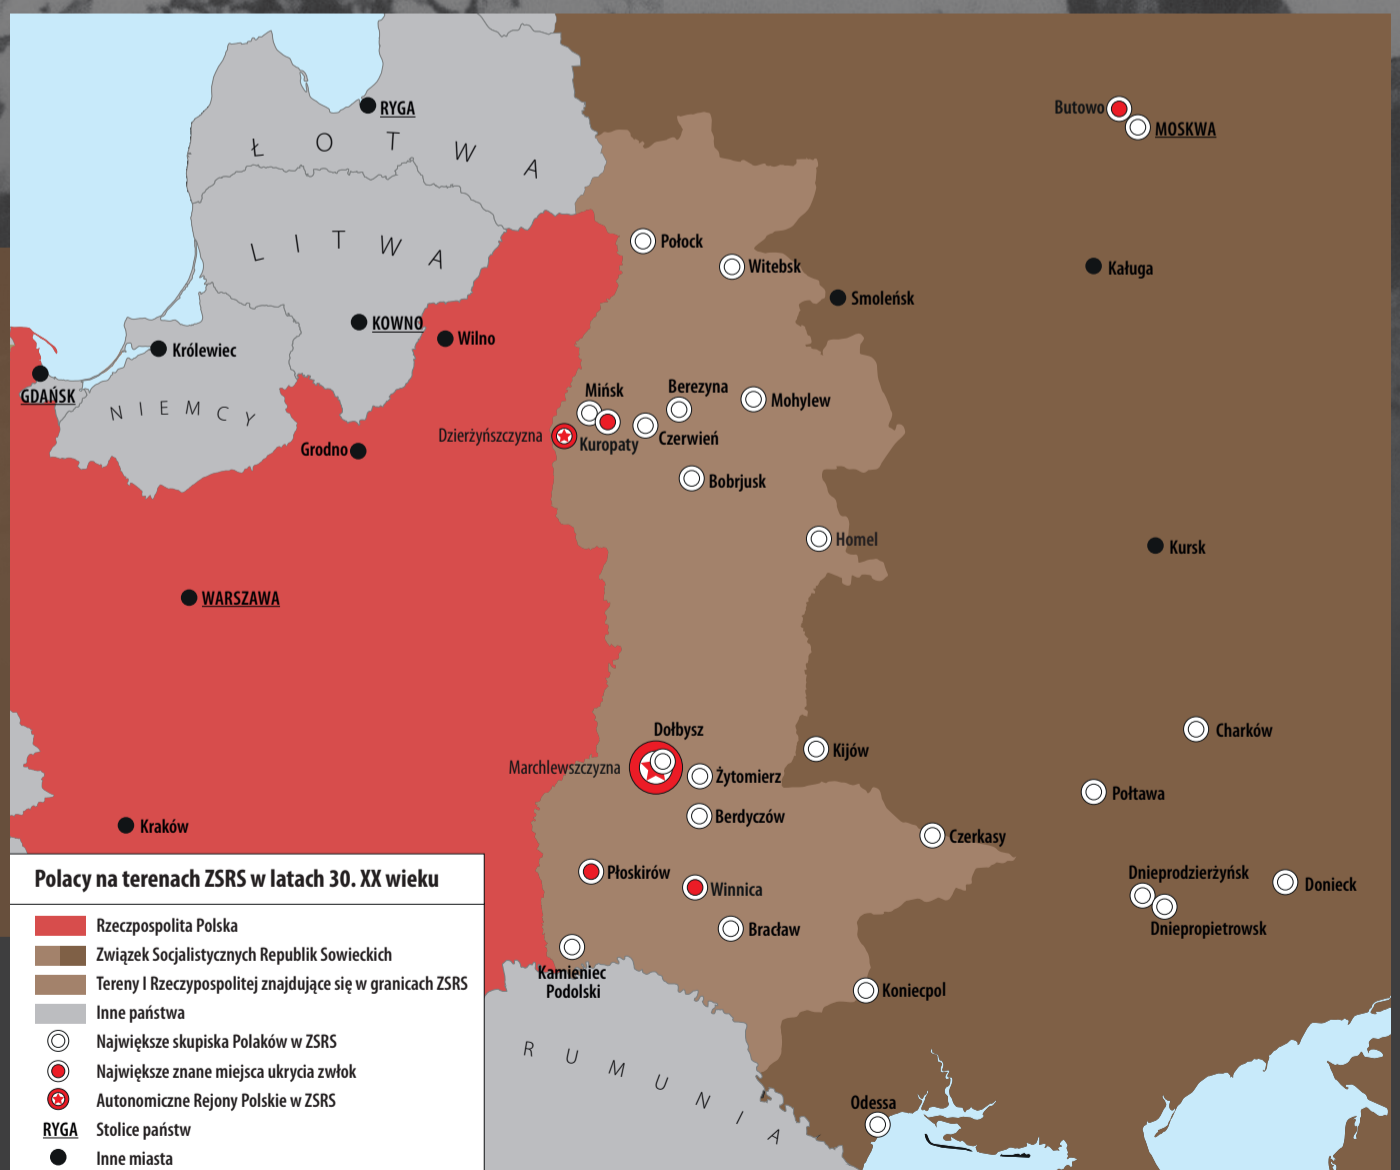 RYGA
Ł O T W A
Butowo
MOSKWA
L I T W A
Połock
Witebsk
Kaługa
Smoleńsk
KOWNO
Wilno
Królewiec
GDAŃSK
N I E M C Y
Mińsk
Berezyna
Mohylew
Dzierżyńszczyzna
Kuropaty
Czerwień
Grodno
Bobrjusk
Homel
Kursk
WARSZAWA
Dołbysz
Marchlewszczyzna
Żytomierz
Kijów
Charków
Połtawa
Berdyczów
Kraków
Czerkasy
Płoskirów
Winnica
Dnieprodzierżyńsk
Donieck
Dniepropietrowsk
Bracław
Kamieniec
Podolski
Koniecpol
R U M U N I A
Odessa
Polacy na terenach ZSRS w latach 30. XX wieku
Rzeczpospolita Polska
Związek Socjalistycznych Republik Sowieckich
Tereny I Rzeczypospolitej znajdujące się w granicach ZSRS
Inne państwa
Największe skupiska Polaków w ZSRS
Największe znane miejsca ukrycia zwłok
Autonomiczne Rejony Polskie w ZSRS
RYGA Stolice państw
Inne miasta